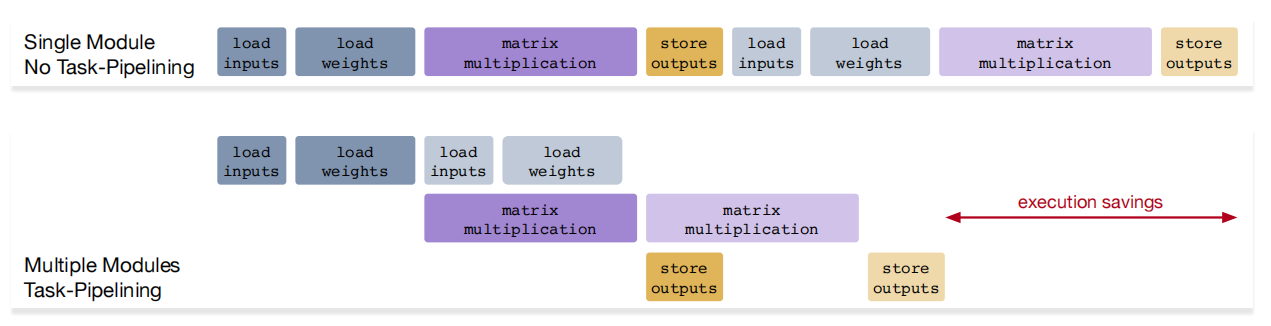 Single Module
No Task-Pipelining
load
inputs
load
weights
matrix
multiplication
store
outputs
load
inputs
load
weights
matrix
multiplication
store
outputs
load
inputs
load
weights
load
inputs
load
weights
matrix
multiplication
matrix
multiplication
execution savings
Multiple Modules
Task-Pipelining
store
outputs
store
outputs